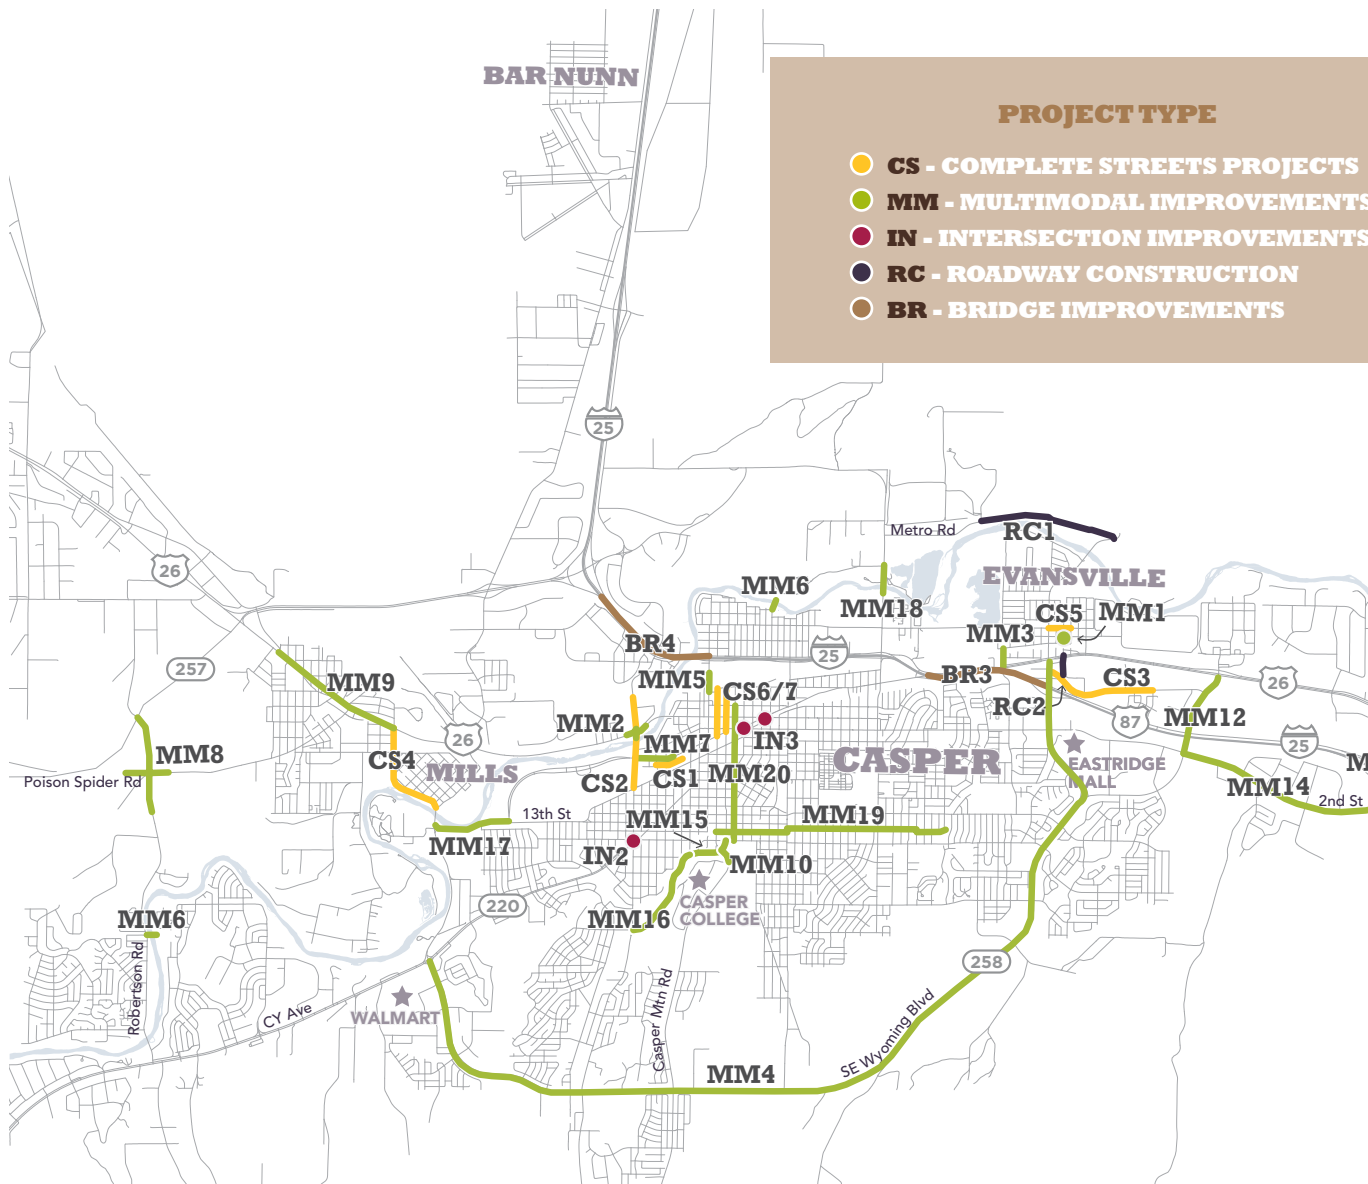 BAR NUNN
PROJECT TYPE
CS - COMPLETE STREETS PROJECTS
MM - MULTIMODAL IMPROVEMENTS
IN - INTERSECTION IMPROVEMENTS
RC - ROADWAY CONSTRUCTION
BR - BRIDGE IMPROVEMENTS
25
Metro Rd
RC1
26
EVANSVILLE
MM6
MM18
CS5
MM1
MM3
BR4
25
257
MM9
MM5
CS6/7
BR3
CS3
26
RC2
87
MM12
MM2
IN3
26
MM7
25
MM8
CS4
CASPER
EASTRIDGE
MALL
M
MILLS
MM20
Poison Spider Rd
CS2
CS1
MM14
2nd St
13th St
MM15
MM19
MM17
IN2
MM10
220
CASPER
COLLEGE
MM6
MM16
258
Robertson Rd
WALMART
CY Ave
Casper Mtn Rd
SE Wyoming Blvd
MM4